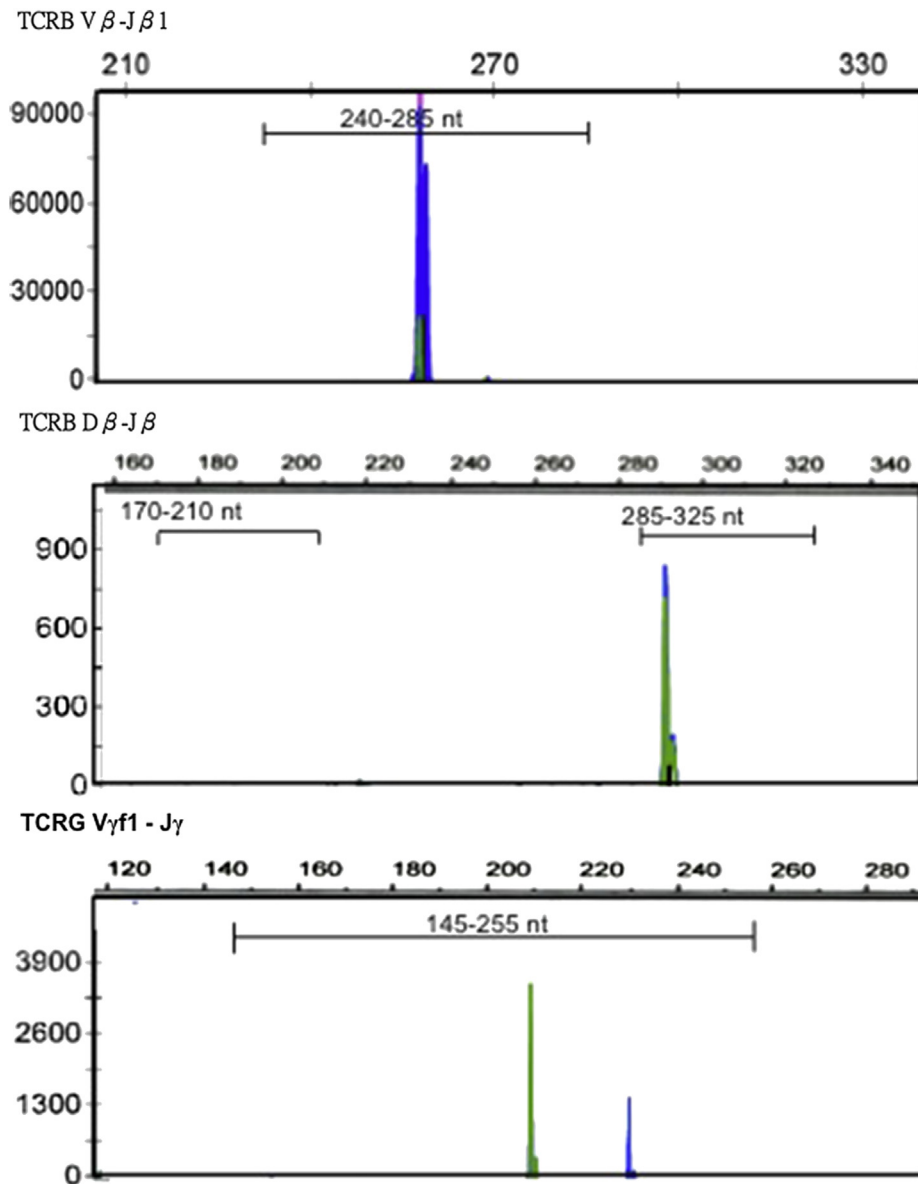 TCRB Vβ-Jβ1
210 270 330
90000
240-285 nt
60000
30000
0
TCRB Dβ-Jβ
160 180 200 220 240 260 280 300 320 340
170-210 nt 285-325 nt
900
600
300
0
TCRG Vγf1 - Jγ
120 140 160 180 200 220 240 260 280
145-255 nt
3900
2600
1300
0